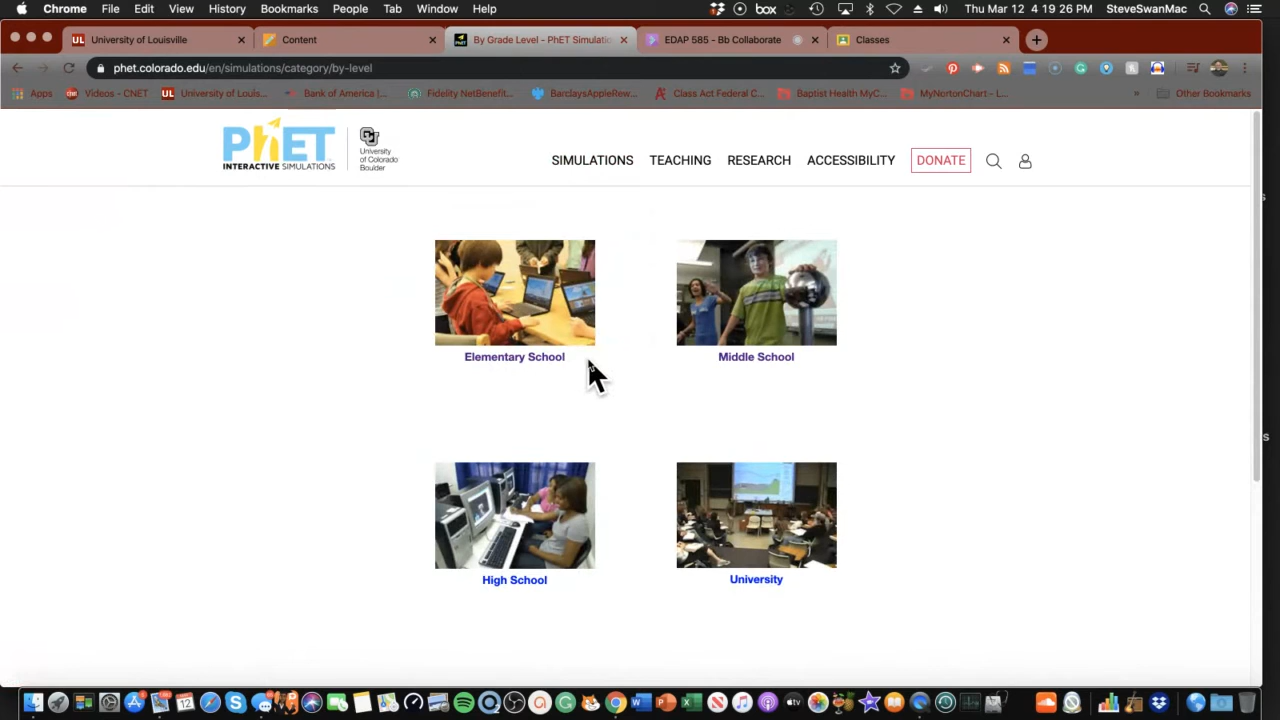 Chrome File Edit View History Bookmarks People Tab Window Help box Thu Mar 12 4:19:26 PM SteveSwanMac
UL University of Louisville × Content × PhET By Grade Level - PhET Simulatio × EDAP 585 - Bb Collaborate × Classes × +
phet.colorado.edu/en/simulations/category/by-level
Apps Videos - CNET UL University of Louis... Bank of America |... Fidelity NetBenefit... BarclaysAppleRew... Class Act Federal C... Baptist Health MyC... MyNortonChart - L... » Other Bookmarks
PhET
INTERACTIVE SIMULATIONS
University
of Colorado
Boulder
SIMULATIONS TEACHING RESEARCH ACCESSIBILITY DONATE
Elementary School Middle School
High School University